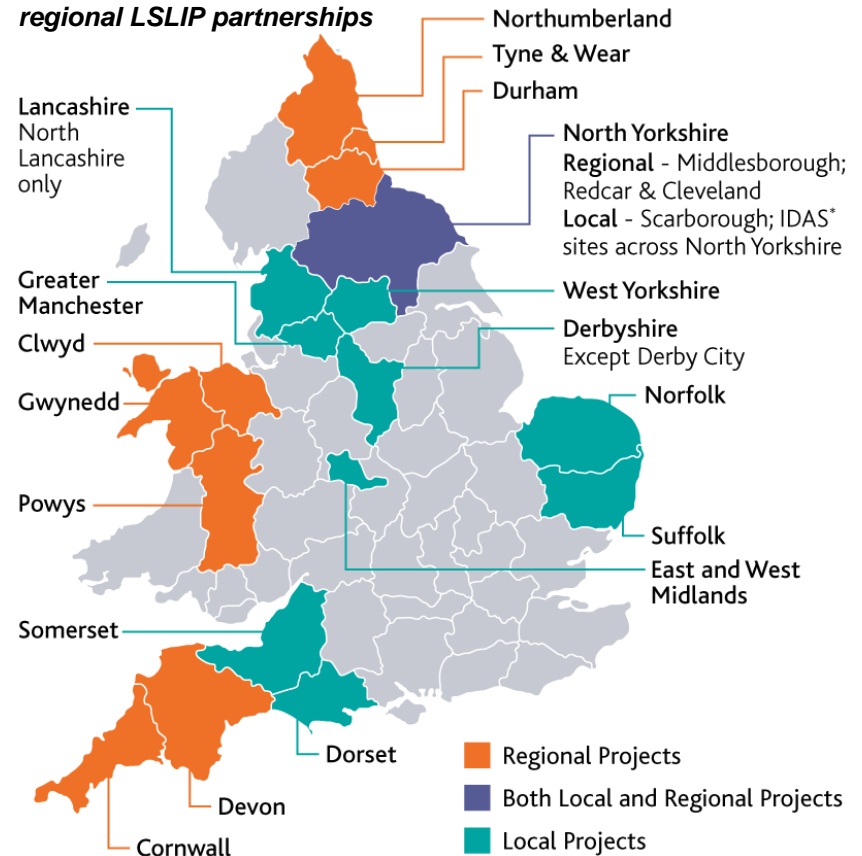 regional LSLIP partnerships
Northumberland
Tyne & Wear
Durham
Lancashire
North
Lancashire
only
North Yorkshire
Regional - Middlesborough;
Redcar & Cleveland
Local - Scarborough; IDAS*
sites across North Yorkshire
Greater
Manchester
West Yorkshire
Clwyd
Derbyshire
Except Derby City
Gwynedd
Norfolk
Powys
Suffolk
East and West
Midlands
Somerset
Dorset
Devon
Cornwall
Regional Projects
Both Local and Regional Projects
Local Projects